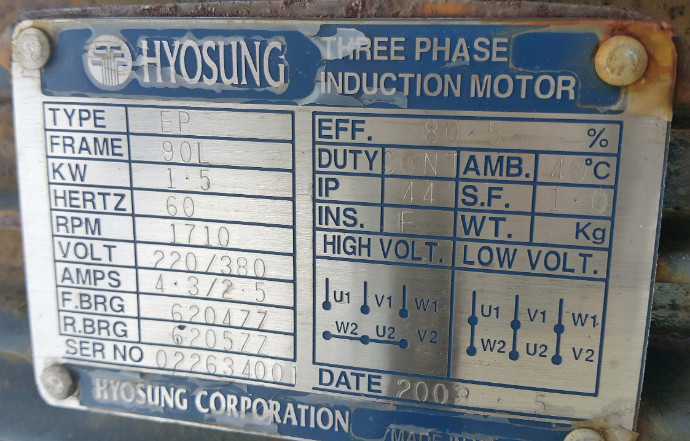 HYOSUNG
THREE PHASE
INDUCTION MOTOR
TYPE EP
FRAME 90L
KW 1.5
HERTZ 60
RPM 1710
VOLT 220/380
AMPS 4.3/2.5
F.BRG 6204ZZ
R.BRG 6205ZZ
SER NO 022634001
EFF. 80.5 %
DUTY CONT AMB. 40 °C
IP 44 S.F. 1.0
INS. F WT. Kg
HIGH VOLT. LOW VOLT.
U1 V1 W1 U1 V1 W1
W2 U2 V2 W2 U2 V2
DATE 5
HYOSUNG CORPORATION